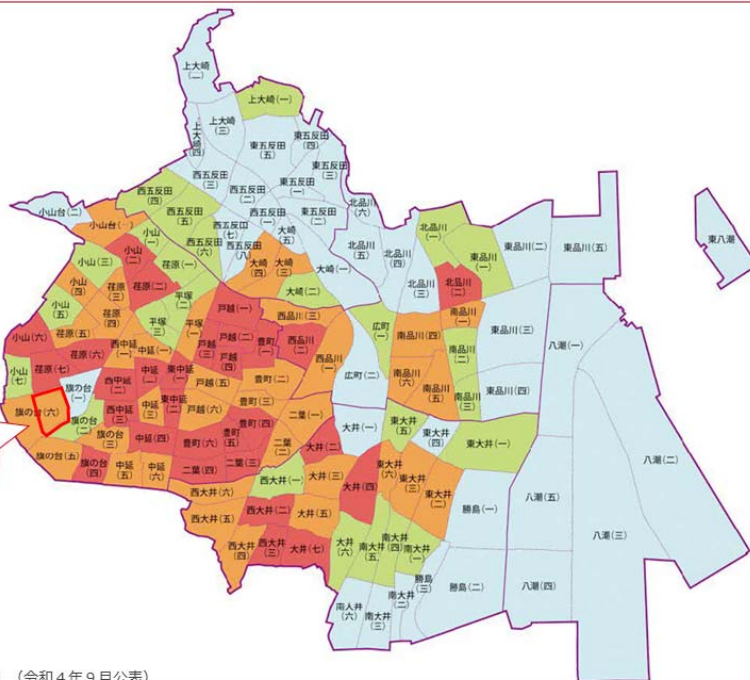 上大崎
(二)
上大崎(一)
上大崎
(三)
上大崎(四)
東五反田
(四)
東五反田
(五)
東五反田
(三)
西五反田
(三)
東五反田
(一)
西五反田
(四)
西五反田
(二)
北品川
(六)
西五反田
(一)
東五反田
(二)
小山台(二)
西五反田
(五)
小山台(一)
西五反田
(七)
大崎
(五)
北品川
(一)
小山
(一)
西五反田
(六)
西五反田
(八)
北品川
(五)
東品川(二)
東品川(五)
東八潮
小山
(二)
北品川
(四)
東品川
(一)
小山(三)
荏原(一)
大崎
(四)
大崎
(三)
大崎(一)
小山
(四)
荏原
(三)
荏原(二)
大崎(二)
北品川
(三)
北品川
(二)
平塚
(二)
小山
(五)
荏原
(四)
平塚
(三)
平塚
(一)
戸越(一)
西品川(三)
広町
(一)
南品川
(一)
東品川(三)
小山(六)
荏原(五)
戸越(二)
南品川(四)
八潮(一)
西中延
(一)
中延(一)
戸越
(三)
戸越
(四)
豊町
(一)
西品川
(二)
南品川
(二)
荏原(六)
西品川
(一)
小山
(七)
荏原(七)
中延
(二)
東中延
(一)
広町(二)
南品川
(六)
南品川
(五)
東品川(四)
旗の台
(一)
西中延
(二)
戸越(五)
豊町(二)
南品川
(三)
旗の台(六)
西中延
(三)
中延
(三)
東中延
(二)
戸越(六)
豊町(三)
二葉(一)
旗の台
(二)
豊町(四)
大井(一)
東大井
(五)
東大井
(四)
旗の台
(三)
中延(四)
豊町(六)
豊町
(五)
二葉
(二)
大井(二)
東大井(一)
旗の台(五)
旗の台
(四)
中延
(五)
中延
(六)
二葉(四)
二葉(三)
八潮(二)
西大井(一)
大井(三)
東大井
(六)
大井(四)
東大井
(三)
東大井
(二)
西大井(六)
八潮(五)
西大井(五)
西大井(二)
大井(五)
勝島(一)
八潮(三)
西大井
(四)
西大井
(三)
大井(七)
大井
(六)
南大井
(五)
南大井
(四)
南大井
(一)
勝島
(三)
勝島(二)
八潮(四)
南大井
(六)
南大井
(三)
南大井
(二)
(令和4年9月公表)